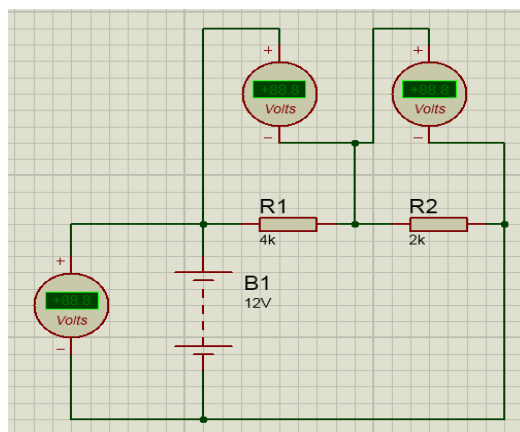 + +
+88.8 +88.8
Volts Volts
− −
R1 R2
4k 2k
+
B1
12V
+88.8
Volts
−